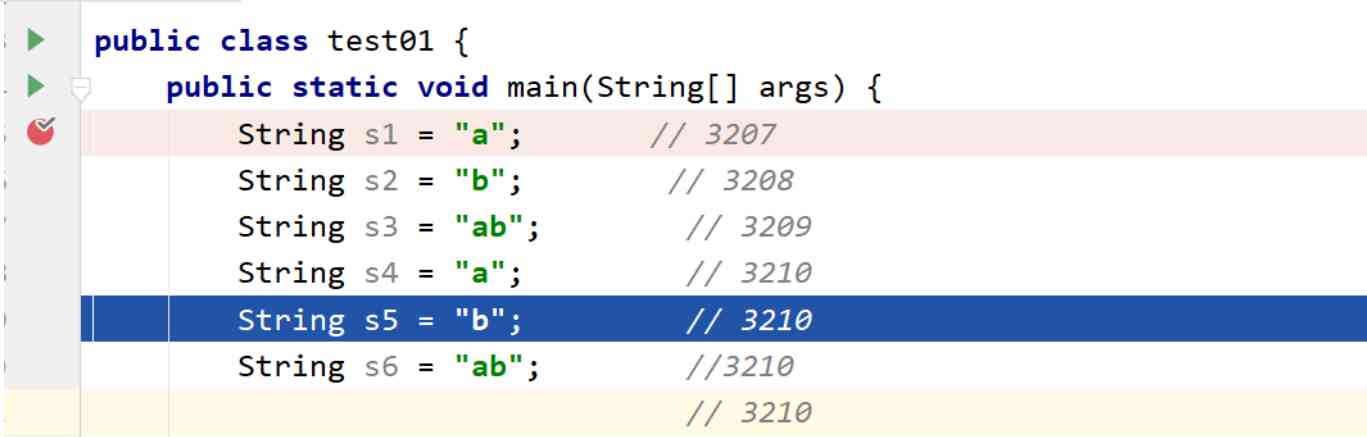 public class test01 {
public static void main(String[] args) {
String s1 = "a"; // 3207
String s2 = "b"; // 3208
String s3 = "ab"; // 3209
String s4 = "a"; // 3210
String s5 = "b"; // 3210
String s6 = "ab"; //3210
// 3210